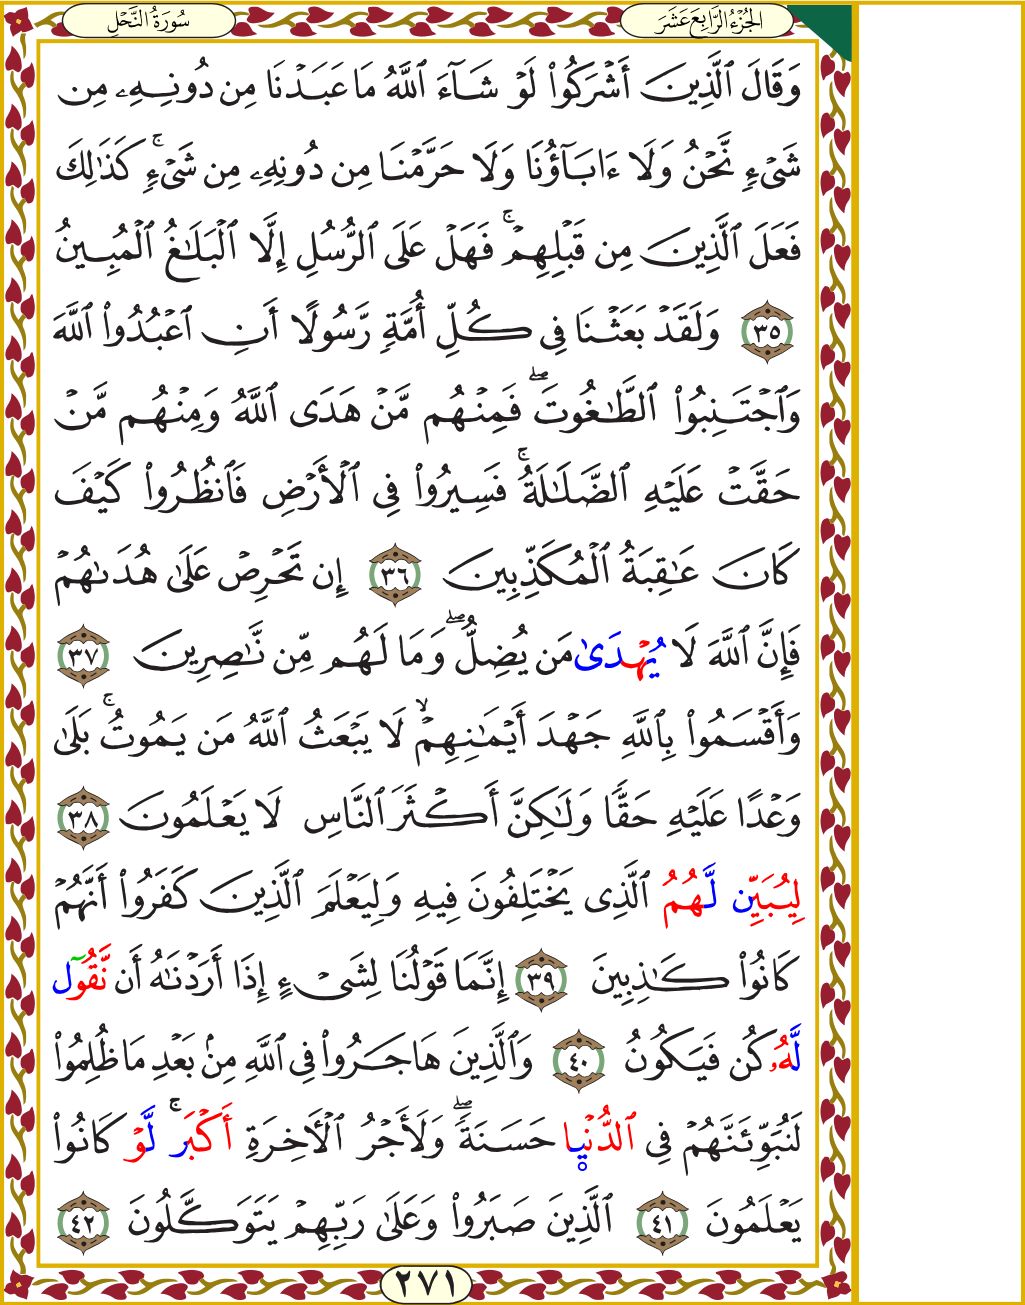 الجُزْءُ الرَّابِعَ عَشَرَ
سُورَةُ النَّحْلِ
وَقَالَ ٱلَّذِينَ أَشْرَكُوا۟ لَوْ شَآءَ ٱللَّهُ مَا عَبَدْنَا مِن دُونِهِۦ مِن
شَىْءٍ نَّحْنُ وَلَا ءَابَآؤُنَا وَلَا حَرَّمْنَا مِن دُونِهِۦ مِن شَىْءٍ ۚ كَذَٰلِكَ
فَعَلَ ٱلَّذِينَ مِن قَبْلِهِمْ ۚ فَهَلْ عَلَى ٱلرُّسُلِ إِلَّا ٱلْبَلَٰغُ ٱلْمُبِينُ
٣٥ وَلَقَدْ بَعَثْنَا فِى كُلِّ أُمَّةٍ رَّسُولًا أَنِ ٱعْبُدُوا۟ ٱللَّهَ
وَٱجْتَنِبُوا۟ ٱلطَّٰغُوتَ ۖ فَمِنْهُم مَّنْ هَدَى ٱللَّهُ وَمِنْهُم مَّنْ
حَقَّتْ عَلَيْهِ ٱلضَّلَٰلَةُ ۚ فَسِيرُوا۟ فِى ٱلْأَرْضِ فَٱنظُرُوا۟ كَيْفَ
كَانَ عَٰقِبَةُ ٱلْمُكَذِّبِينَ ٣٦ إِن تَحْرِصْ عَلَىٰ هُدَىٰهُمْ
فَإِنَّ ٱللَّهَ لَا يُهْدَىٰ مَن يُضِلُّ ۖ وَمَا لَهُم مِّن نَّٰصِرِينَ ٣٧
وَأَقْسَمُوا۟ بِٱللَّهِ جَهْدَ أَيْمَٰنِهِمْ ۙ لَا يَبْعَثُ ٱللَّهُ مَن يَمُوتُ ۚ بَلَىٰ
وَعْدًا عَلَيْهِ حَقًّا وَلَٰكِنَّ أَكْثَرَ ٱلنَّاسِ لَا يَعْلَمُونَ ٣٨
لِيُبَيِّن لَّهُمُ ٱلَّذِى يَخْتَلِفُونَ فِيهِ وَلِيَعْلَمَ ٱلَّذِينَ كَفَرُوا۟ أَنَّهُمْ
كَانُوا۟ كَٰذِبِينَ ٣٩ إِنَّمَا قَوْلُنَا لِشَىْءٍ إِذَا أَرَدْنَٰهُ أَن نَّقُوٓل
لَّهُۥ كُن فَيَكُونُ ٤٠ وَٱلَّذِينَ هَاجَرُوا۟ فِى ٱللَّهِ مِنۢ بَعْدِ مَا ظُلِمُوا۟
لَنُبَوِّئَنَّهُمْ فِى ٱلدُّنْيا حَسَنَةً ۖ وَلَأَجْرُ ٱلْـَٔاخِرَةِ أَكْبَر ۚ لَّوْ كَانُوا۟
يَعْلَمُونَ ٤١ ٱلَّذِينَ صَبَرُوا۟ وَعَلَىٰ رَبِّهِمْ يَتَوَكَّلُونَ ٤٢
٢٧١